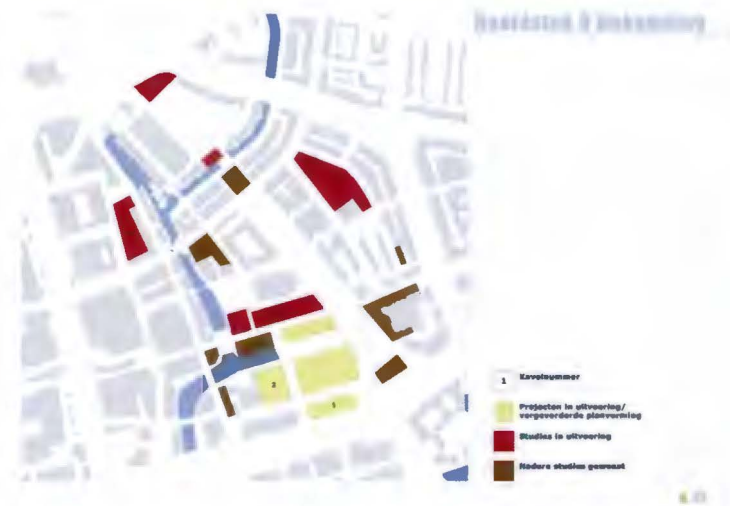 2
1
1 Kavelnummer
Projecten in uitvoering/
vergevorderde planvorming
Studies in uitvoering
Nadere studies gewenst